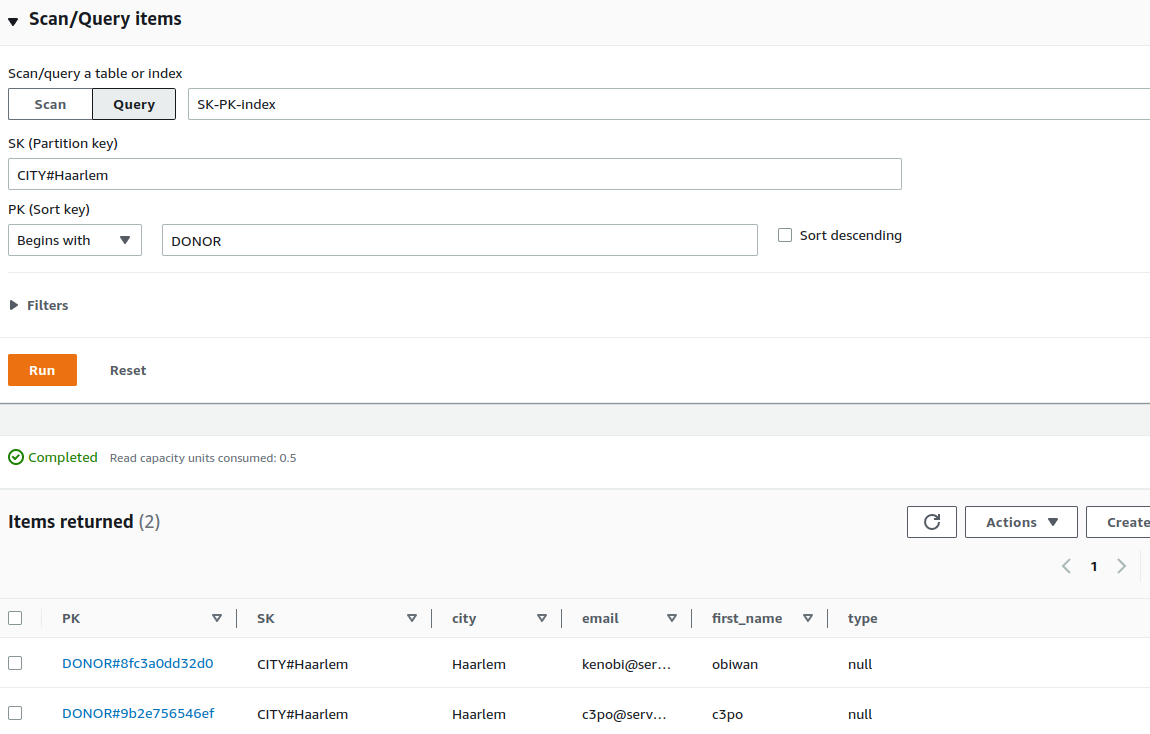 Scan/Query items
Scan/query a table or index
Scan Query SK-PK-index
SK (Partition key)
CITY#Haarlem
PK (Sort key)
Begins with DONOR Sort descending
Filters
Run Reset
Completed Read capacity units consumed: 0.5
Items returned (2) Actions Create
1
PK SK city email first_name type
DONOR#8fc3a0dd32d0 CITY#Haarlem Haarlem kenobi@ser... obiwan null
DONOR#9b2e756546ef CITY#Haarlem Haarlem c3po@serv... c3po null